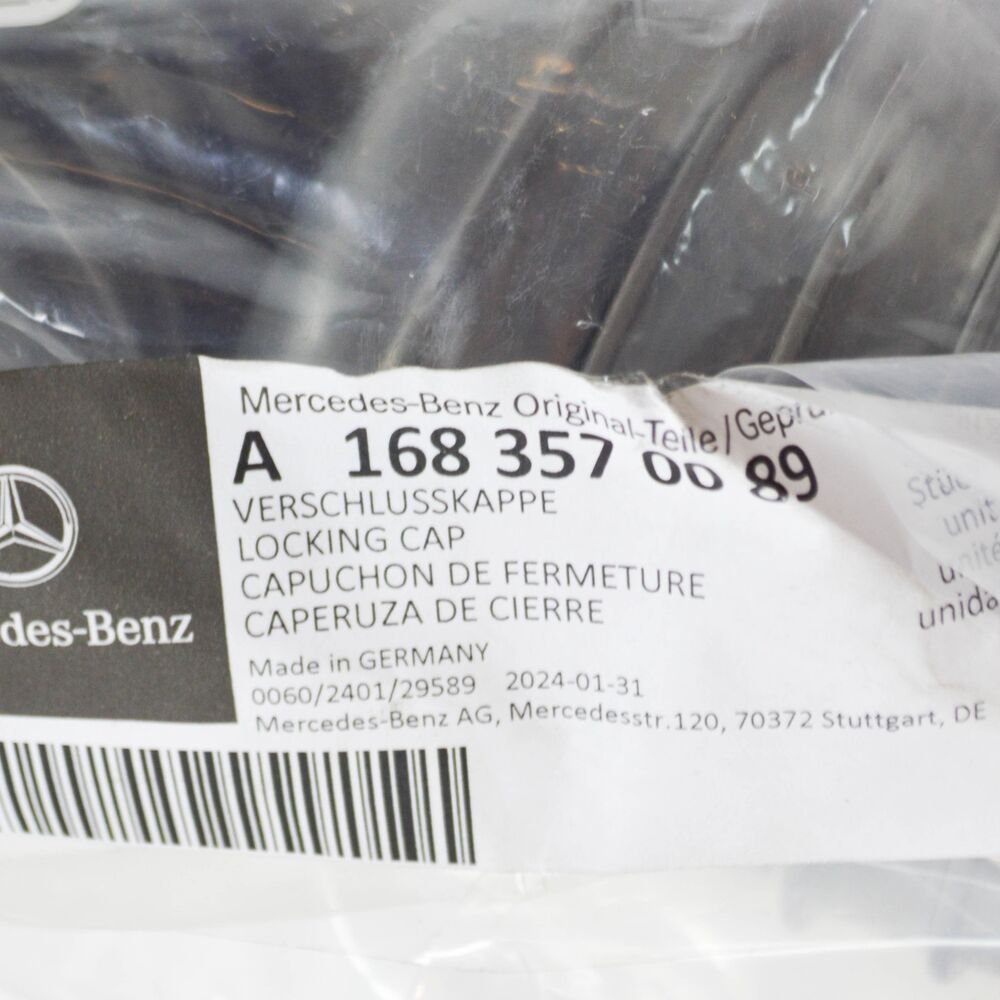 Mercedes-Benz Original-Teile/Geprü
A 168 357 00 89
VERSCHLUSSKAPPE
LOCKING CAP
CAPUCHON DE FERMETURE
CAPERUZA DE CIERRE
Made in GERMANY
0060/2401/29589 2024-01-31
Mercedes-Benz AG, Mercedesstr.120, 70372 Stuttgart, DE
des-Benz
Stü
unit
unité
unida